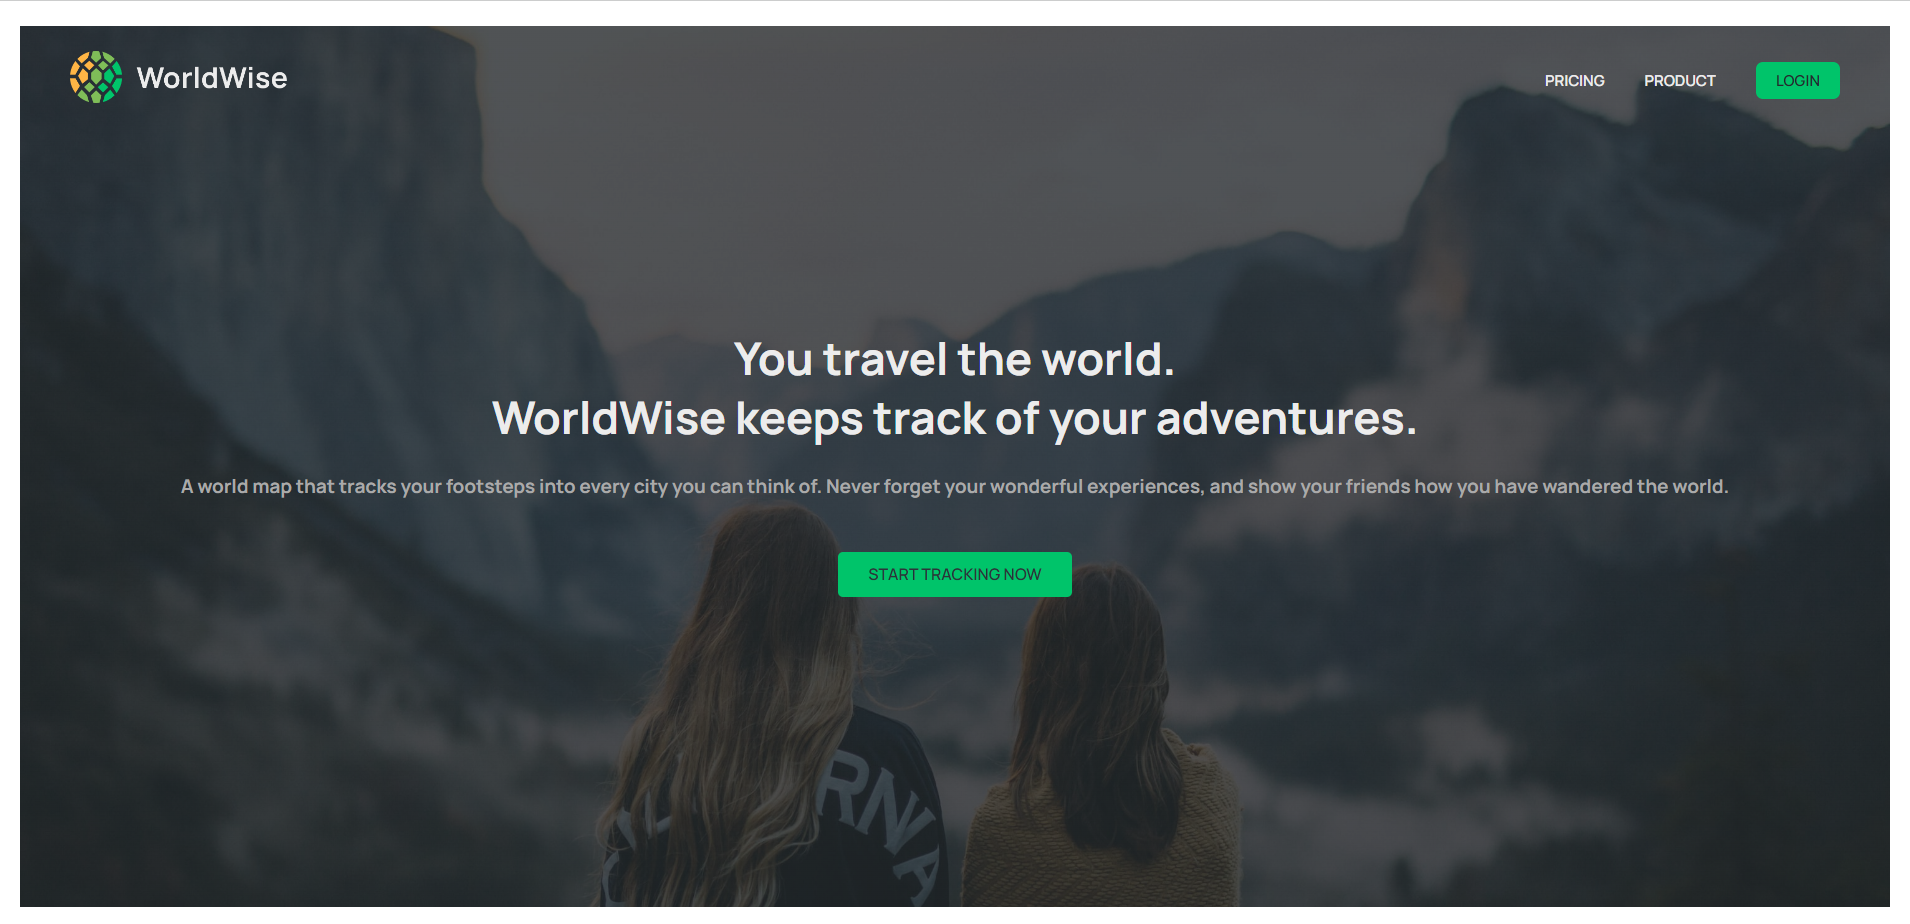 WorldWise
PRICING
PRODUCT
LOGIN
You travel the world.
WorldWise keeps track of your adventures.
A world map that tracks your footsteps into every city you can think of. Never forget your wonderful experiences, and show your friends how you have wandered the world.
START TRACKING NOW
RNIA